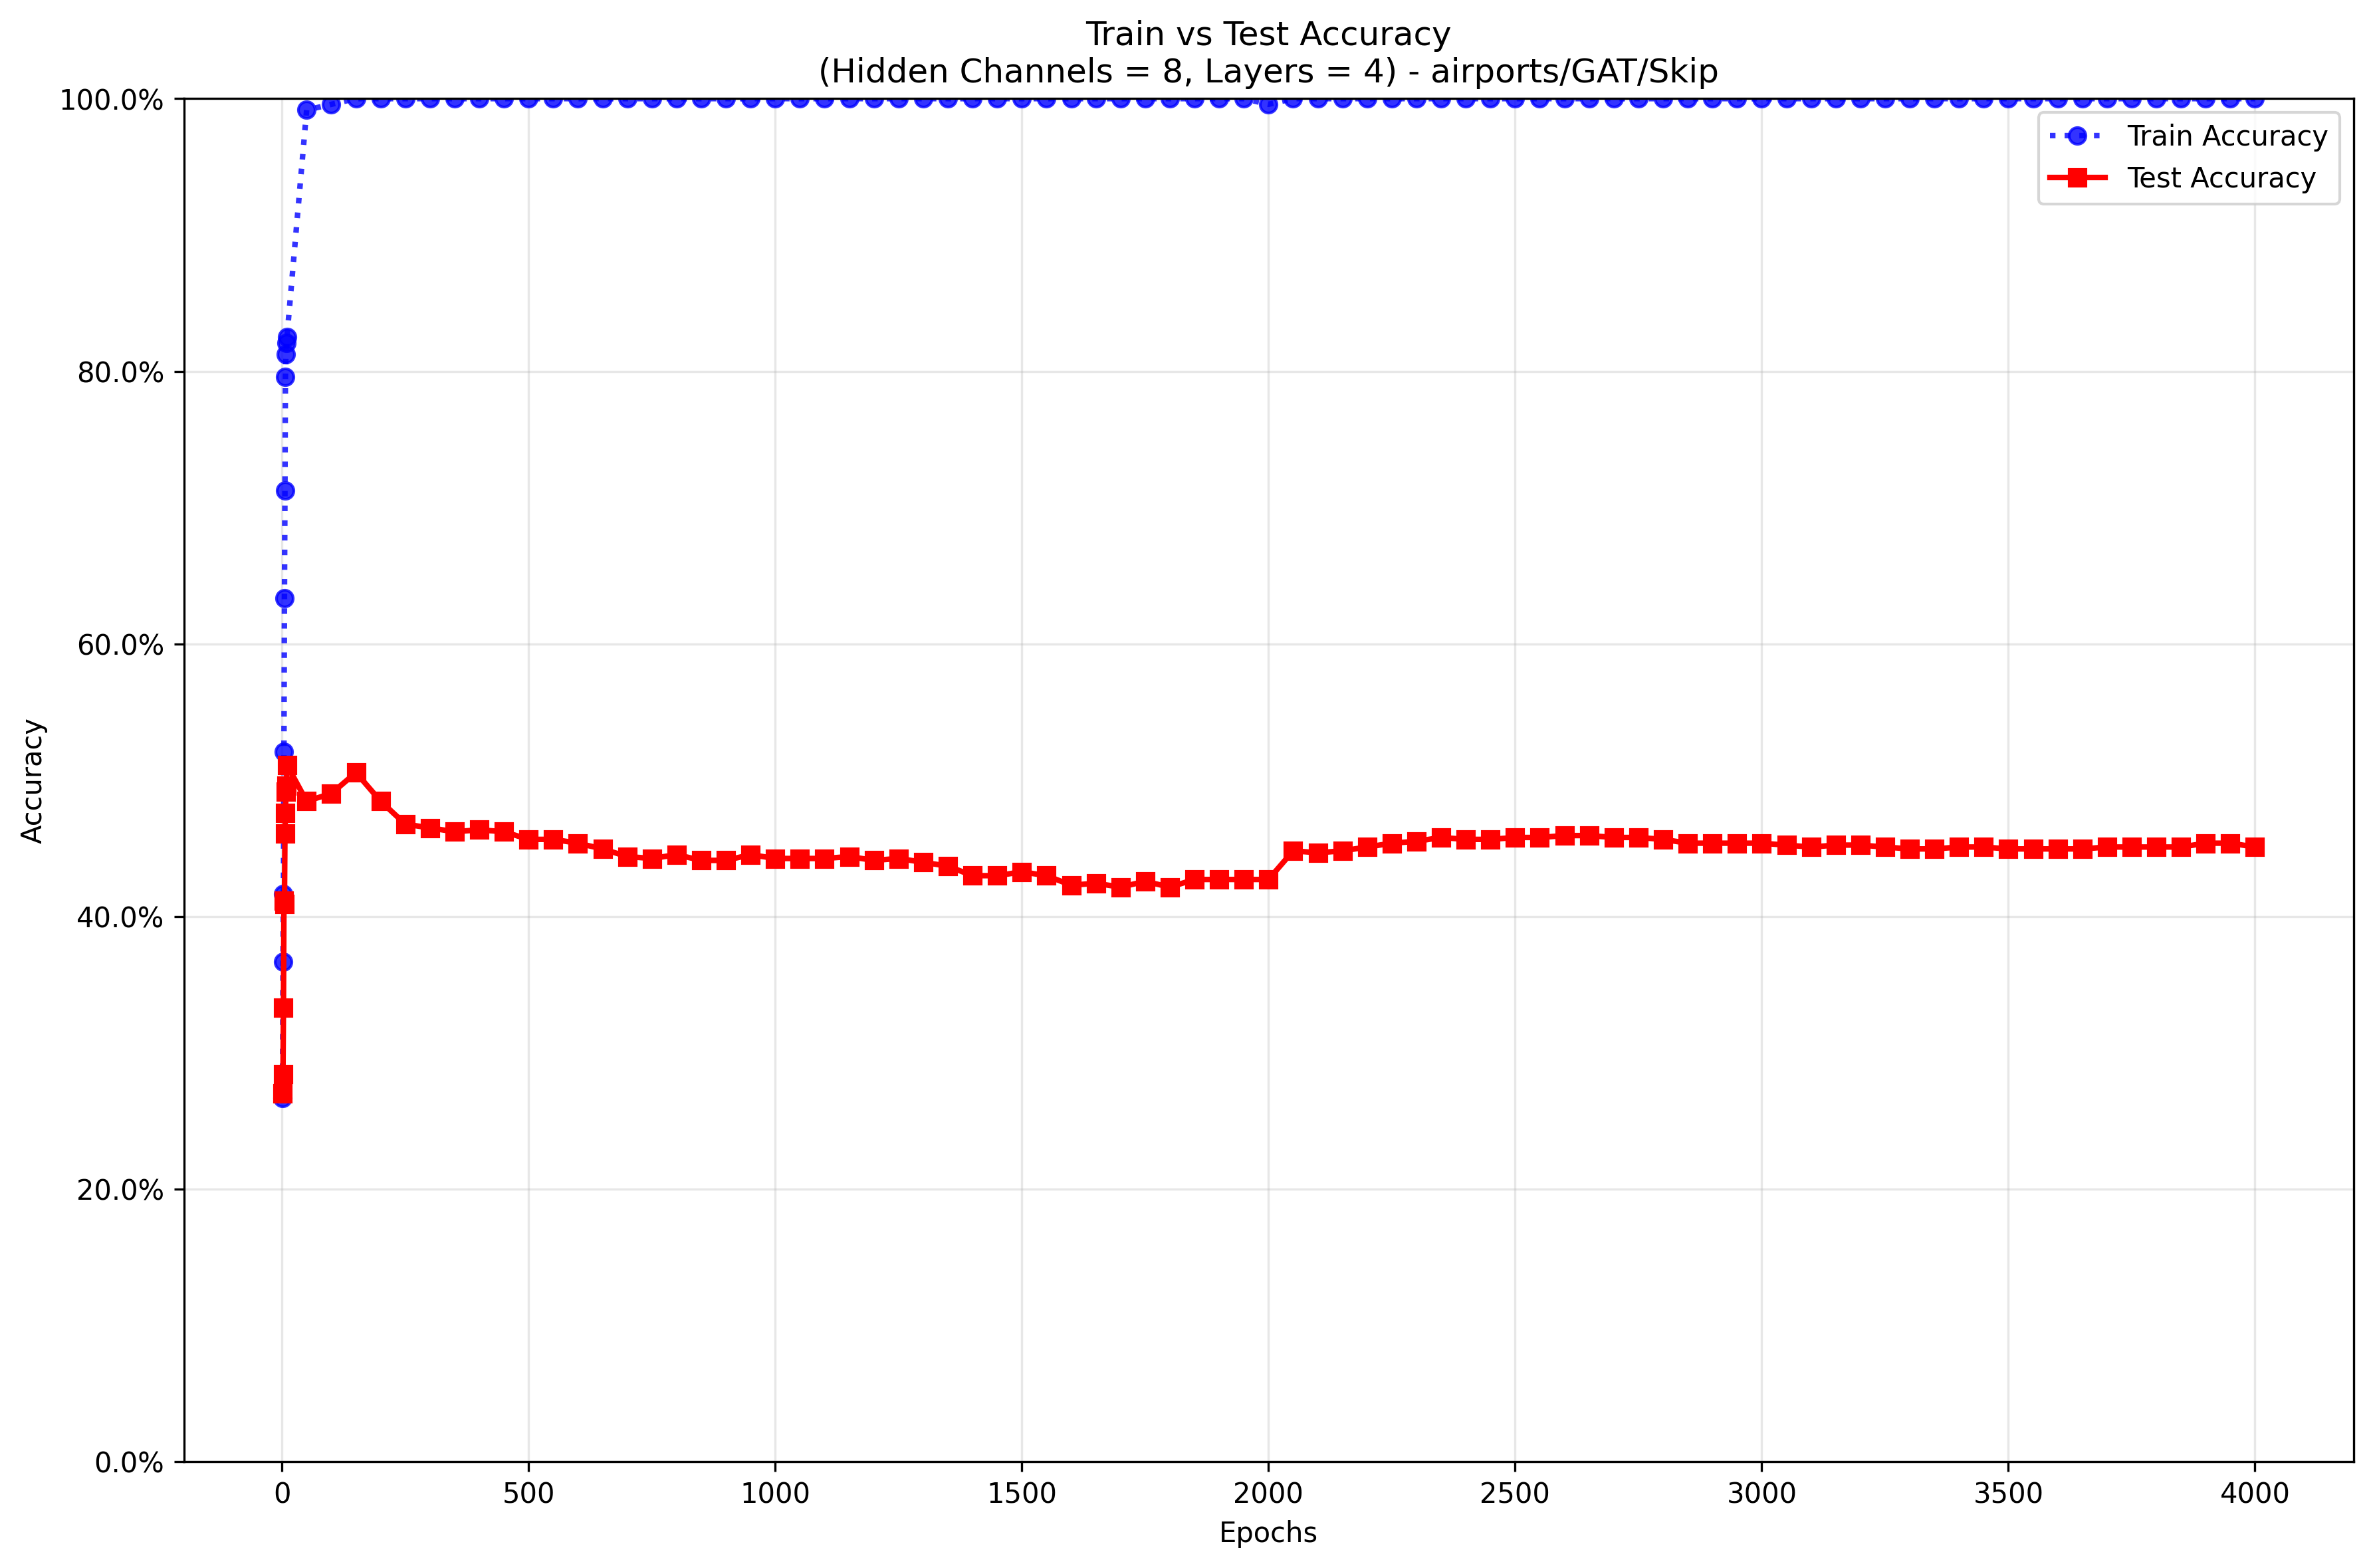 Train vs Test Accuracy
(Hidden Channels = 8, Layers = 4) - airports/GAT/Skip
100.0%
80.0%
60.0%
40.0%
20.0%
0.0%
Accuracy
Train Accuracy
Test Accuracy
0 500 1000 1500 2000 2500 3000 3500 4000
Epochs